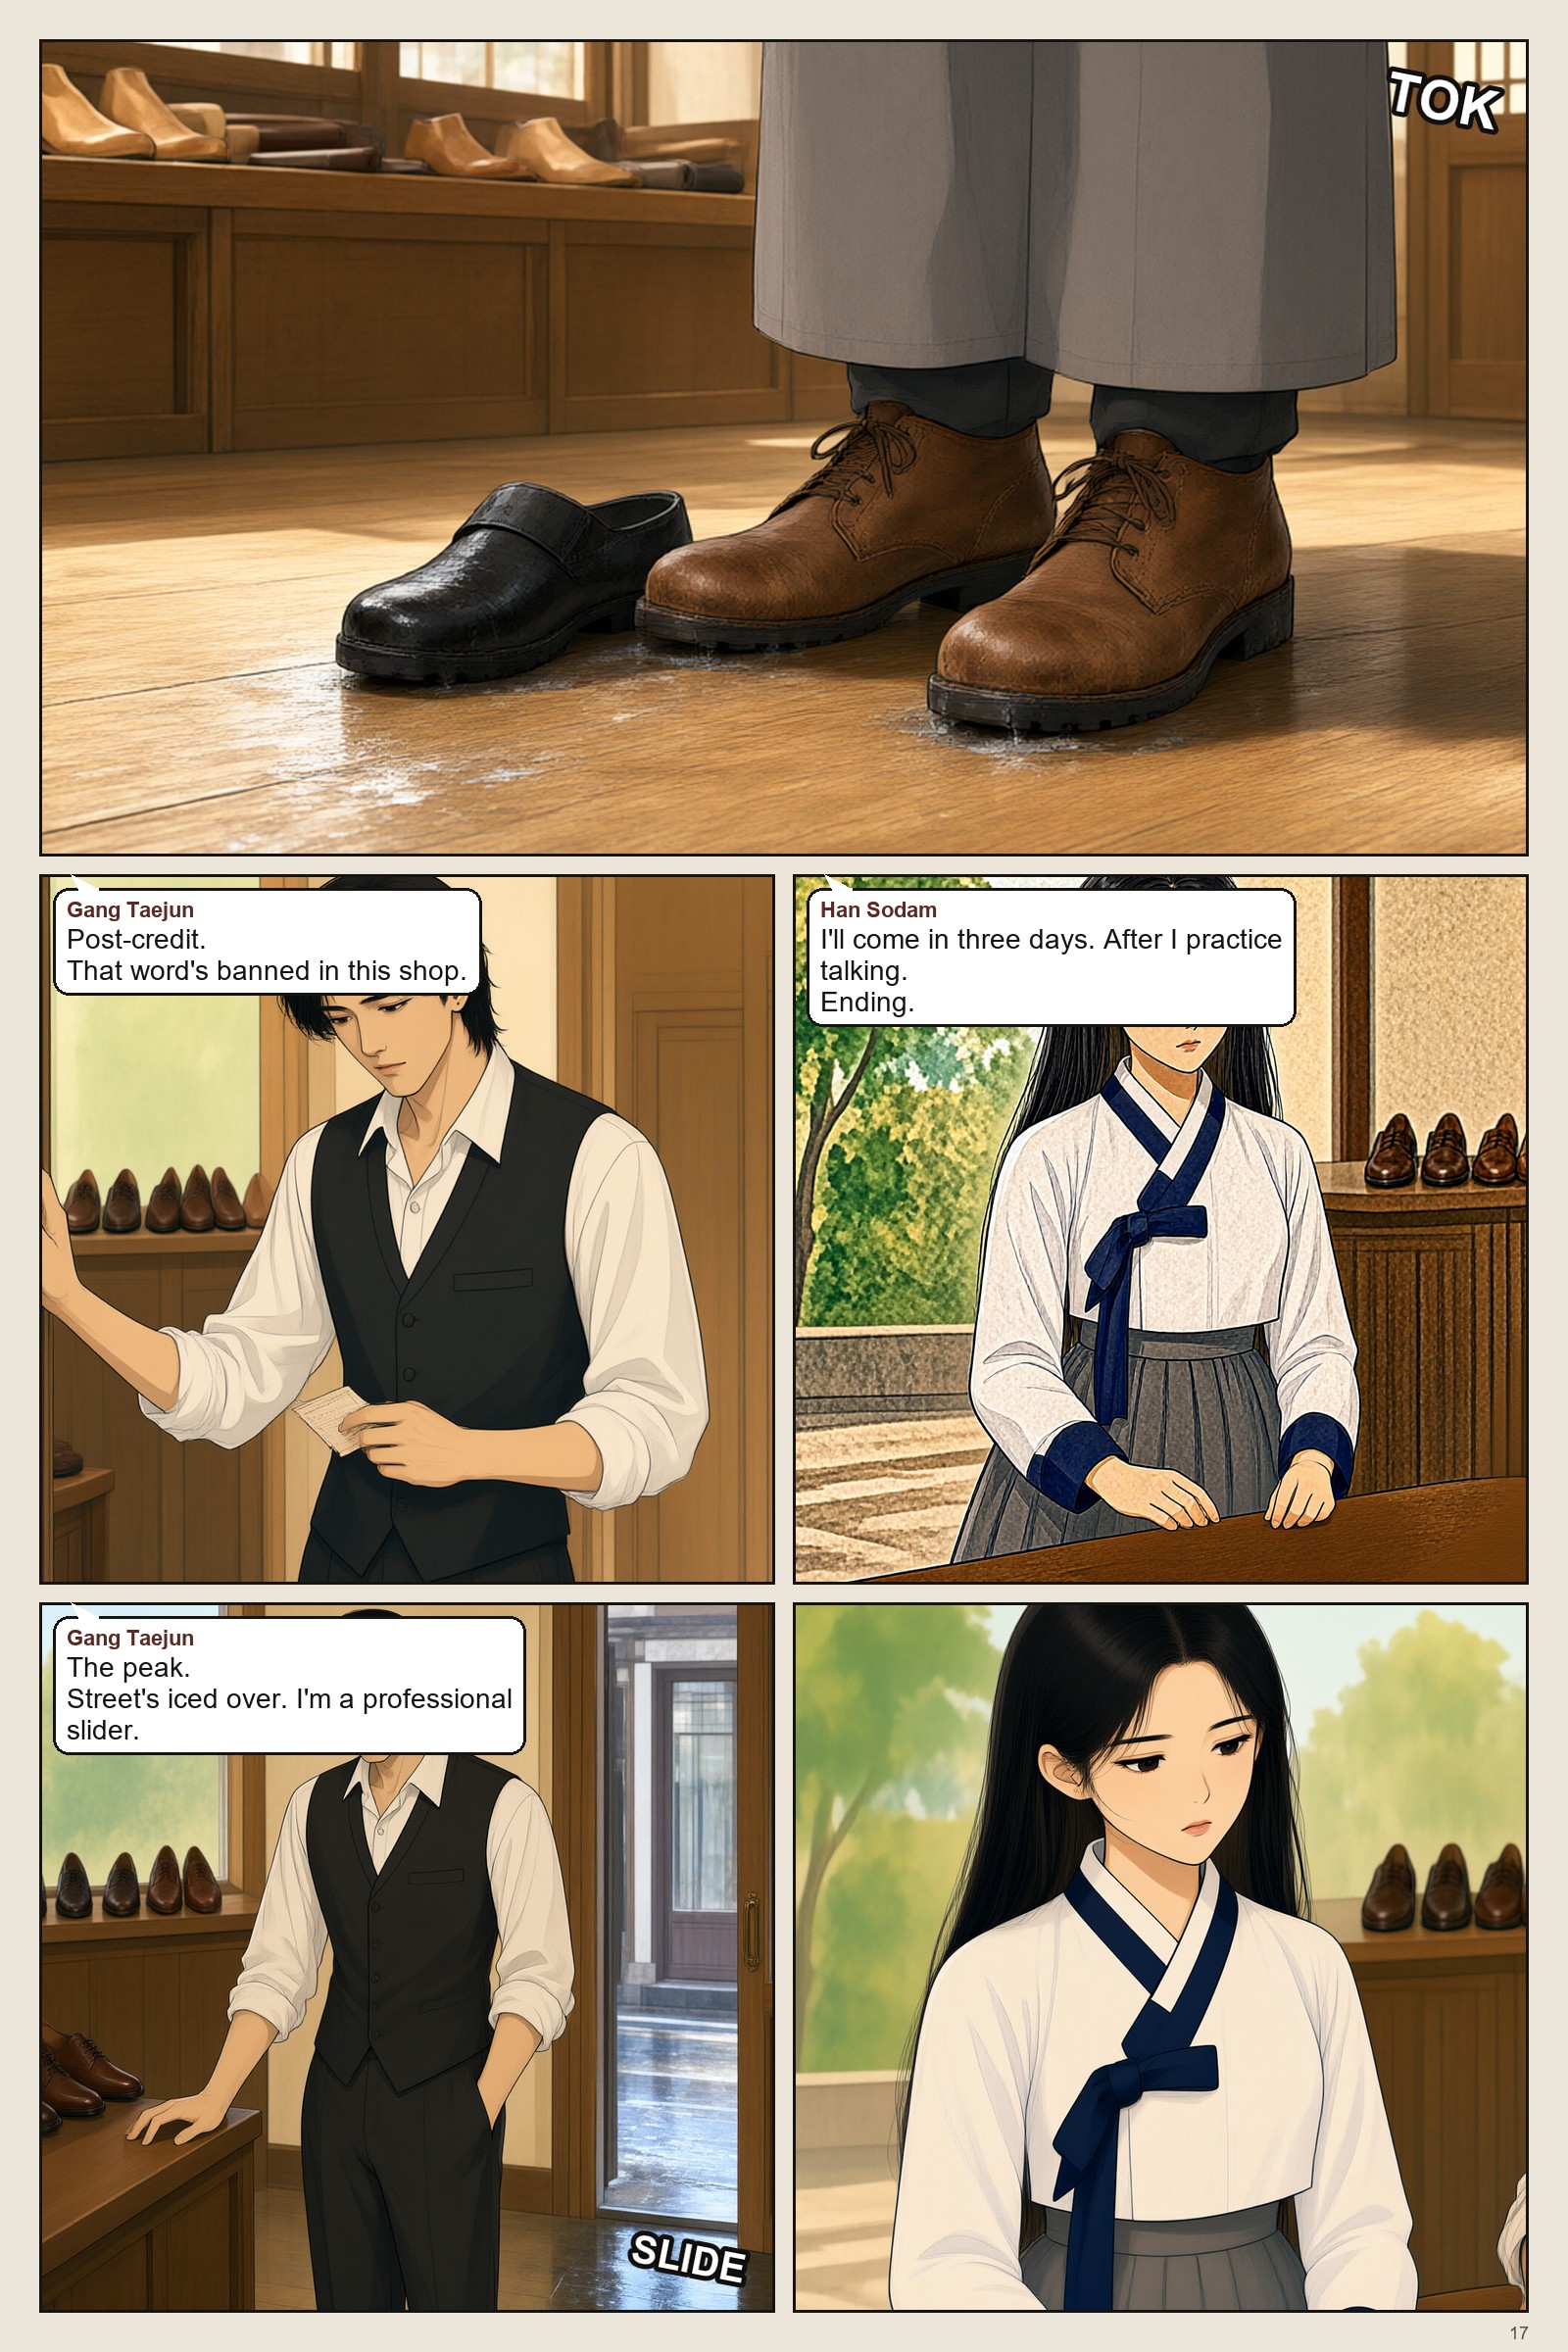 TOK
Gang Taejun
Post-credit.
That word's banned in this shop.
Han Sodam
I'll come in three days. After I practice
talking.
Ending.
Gang Taejun
The peak.
Street's iced over. I'm a professional
slider.
SLIDE
17